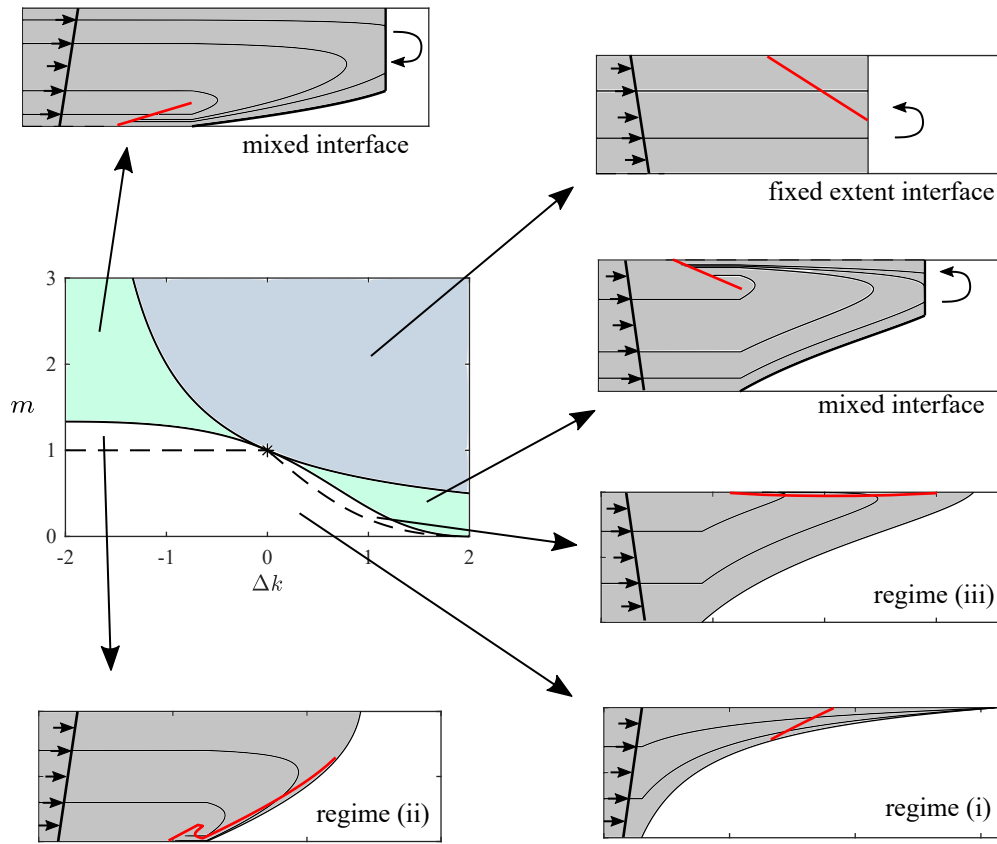 mixed interface
fixed extent interface
3
2
m
1
0
-2
-1
0
1
2
Δk
mixed interface
regime (iii)
regime (ii)
regime (i)